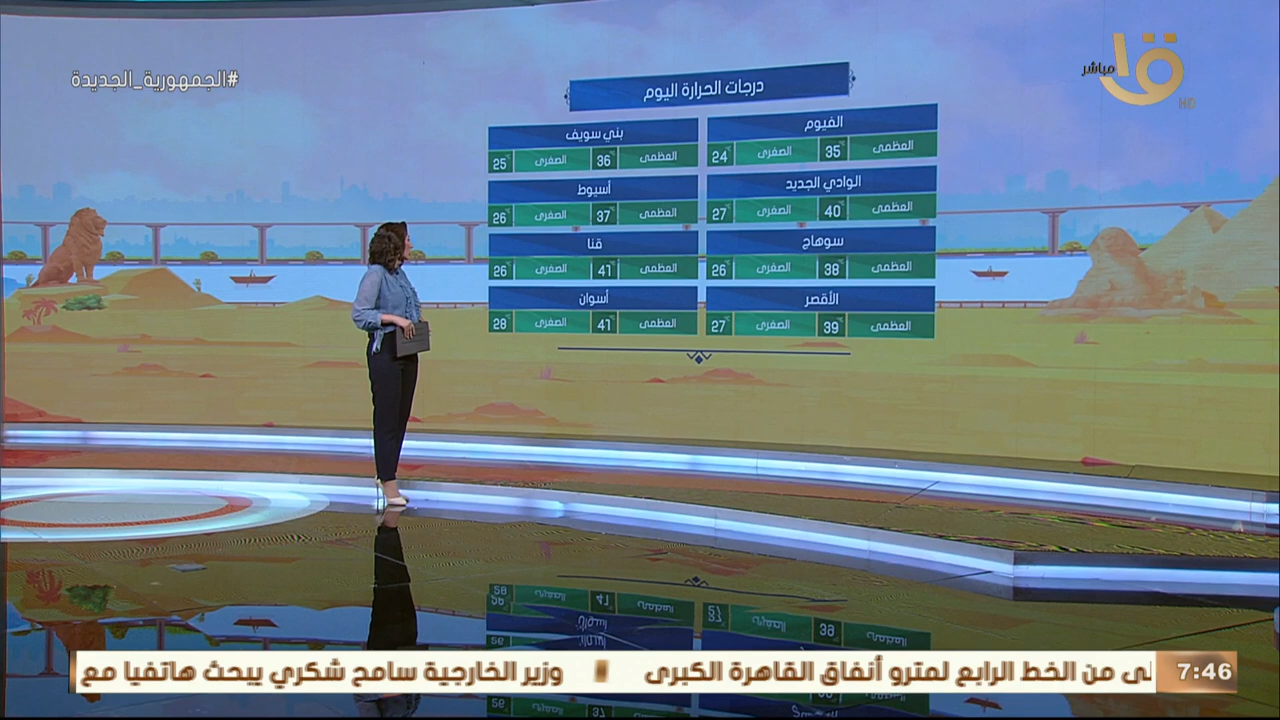 #الجمهورية_الجديدة
مباشر
HD
درجات الحرارة اليوم
الفيوم
العظمى 35°C الصغرى 24°C
بني سويف
العظمى 36°C الصغرى 25°C
الوادي الجديد
العظمى 40°C الصغرى 27°C
أسيوط
العظمى 37°C الصغرى 26°C
سوهاج
العظمى 38°C الصغرى 26°C
قنا
العظمى 41°C الصغرى 26°C
الأقصر
العظمى 39°C الصغرى 27°C
أسوان
العظمى 41°C الصغرى 28°C
7:46
لى من الخط الرابع لمترو أنفاق القاهرة الكبرى
وزير الخارجية سامح شكري يبحث هاتفيا مع